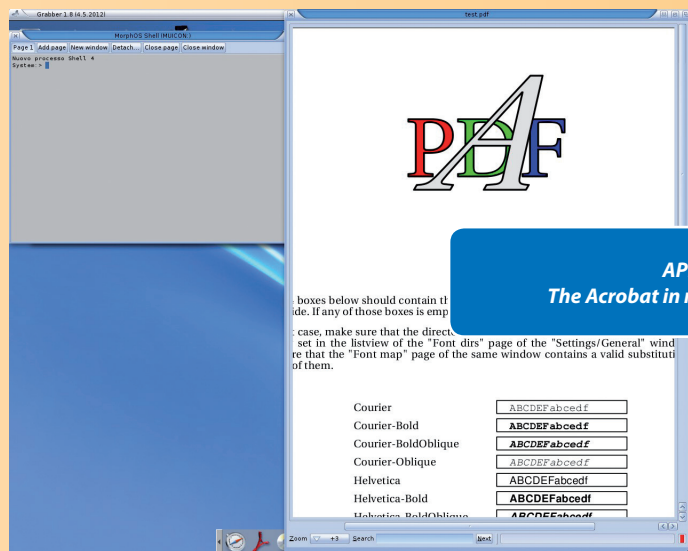 Grabber 1.8 (4.5.2012)
MorphOS Shell (MUICON:)
Page 1 Add page New window Detach... Close page Close window
Nuovo processo Shell 4
System:>
test.pdf
PDF
A
boxes below should contain th
ide. If any of those boxes is emp
case, make sure that the direct
set in the listview of the "Font dirs" page of the "Settings/General" wind
re that the "Font map" page of the same window contains a valid substituti
of them.
AP
The Acrobat in
Courier ABCDEFabcedf
Courier-Bold ABCDEFabcedf
Courier-BoldOblique ABCDEFabcedf
Courier-Oblique ABCDEFabcedf
Helvetica ABCDEFabcedf
Helvetica-Bold ABCDEFabcedf
Helvetica-BoldOblique ABCDEFabcedf
Zoom +3 Search Next